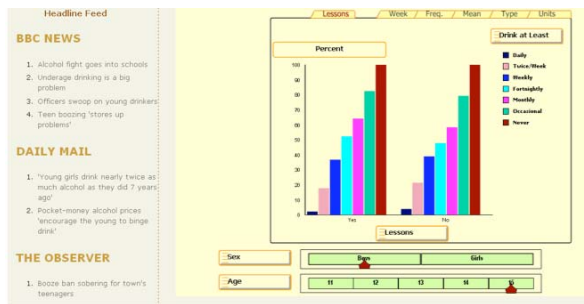 Headline Feed
BBC NEWS
1. Alcohol fight goes into schools
2. Underage drinking is a big
problem
3. Officers swoop on young drinkers
4. Teen boozing 'stores up
problems'
DAILY MAIL
1. 'Young girls drink nearly twice as
much alcohol as they did 7 years
ago'
2. Pocket-money alcohol prices
'encourage the young to binge
drink'
THE OBSERVER
1. Booze ban sobering for town's
teenagers
Lessons Week Freq. Mean Type Units
Drink at Least
Percent
Daily
Twice/Week
Weekly
Fortnightly
Monthly
Occasional
Never
100
90
80
70
60
50
40
30
20
10
0
Yes No
Lessons
Sex Boys Girls
Age 11 12 13 14 15